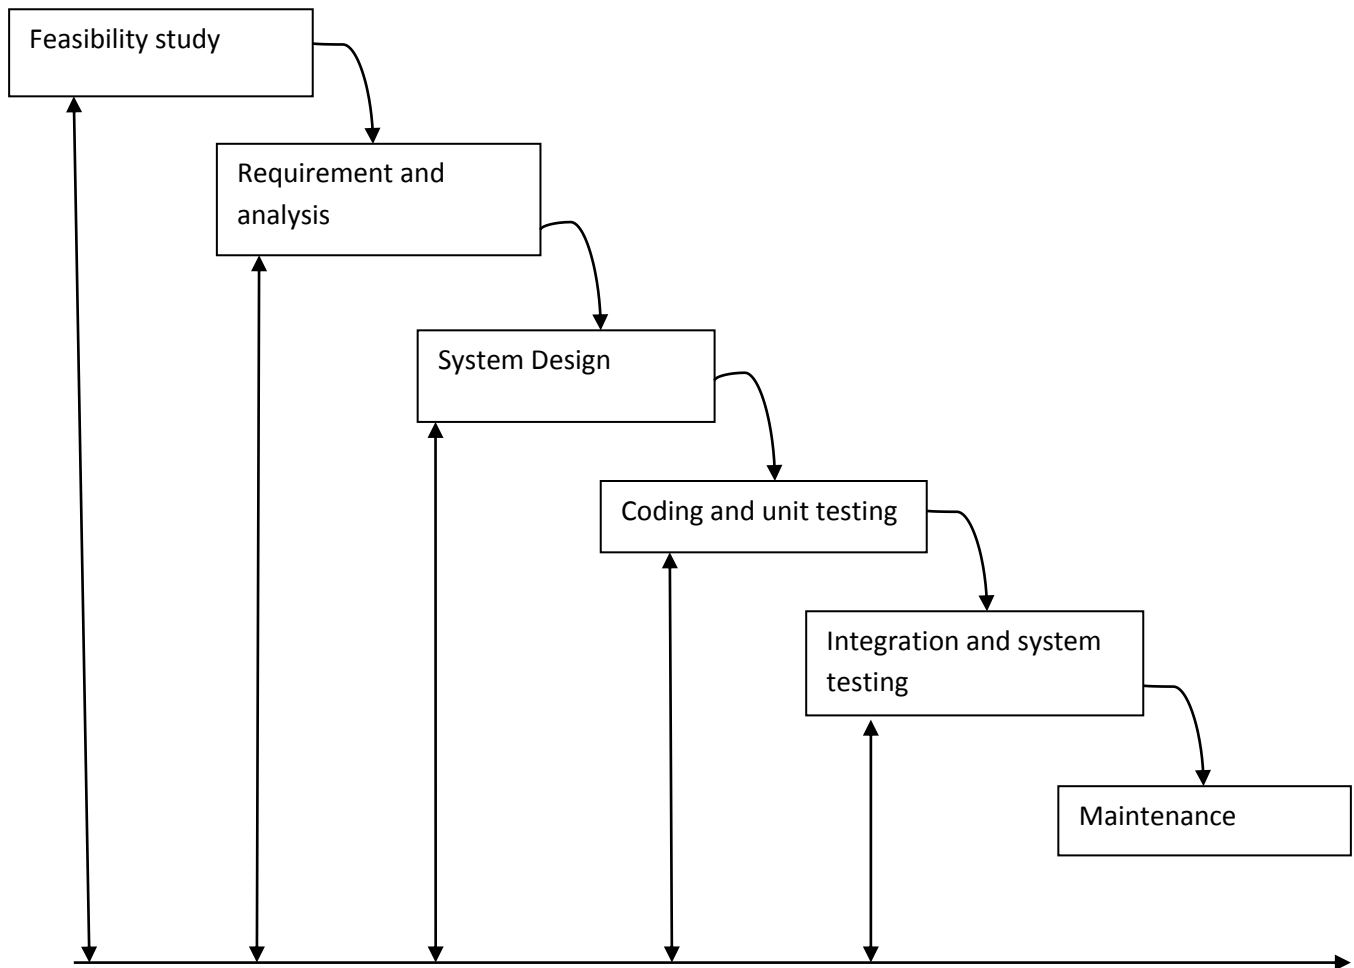 Feasibility study
Requirement and
analysis
System Design
Coding and unit testing
Integration and system
testing
Maintenance